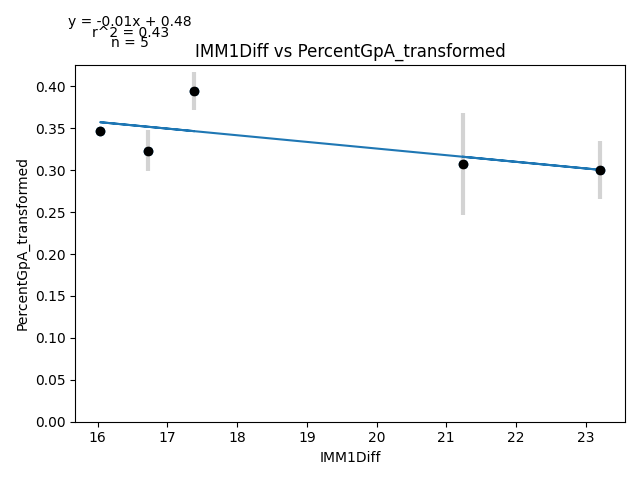 y = -0.01x + 0.48
r^2 = 0.43
n = 5
IMM1Diff vs PercentGpA_transformed
0.40
0.35
0.30
0.25
0.20
0.15
0.10
0.05
0.00
PercentGpA_transformed
16 17 18 19 20 21 22 23
IMM1Diff